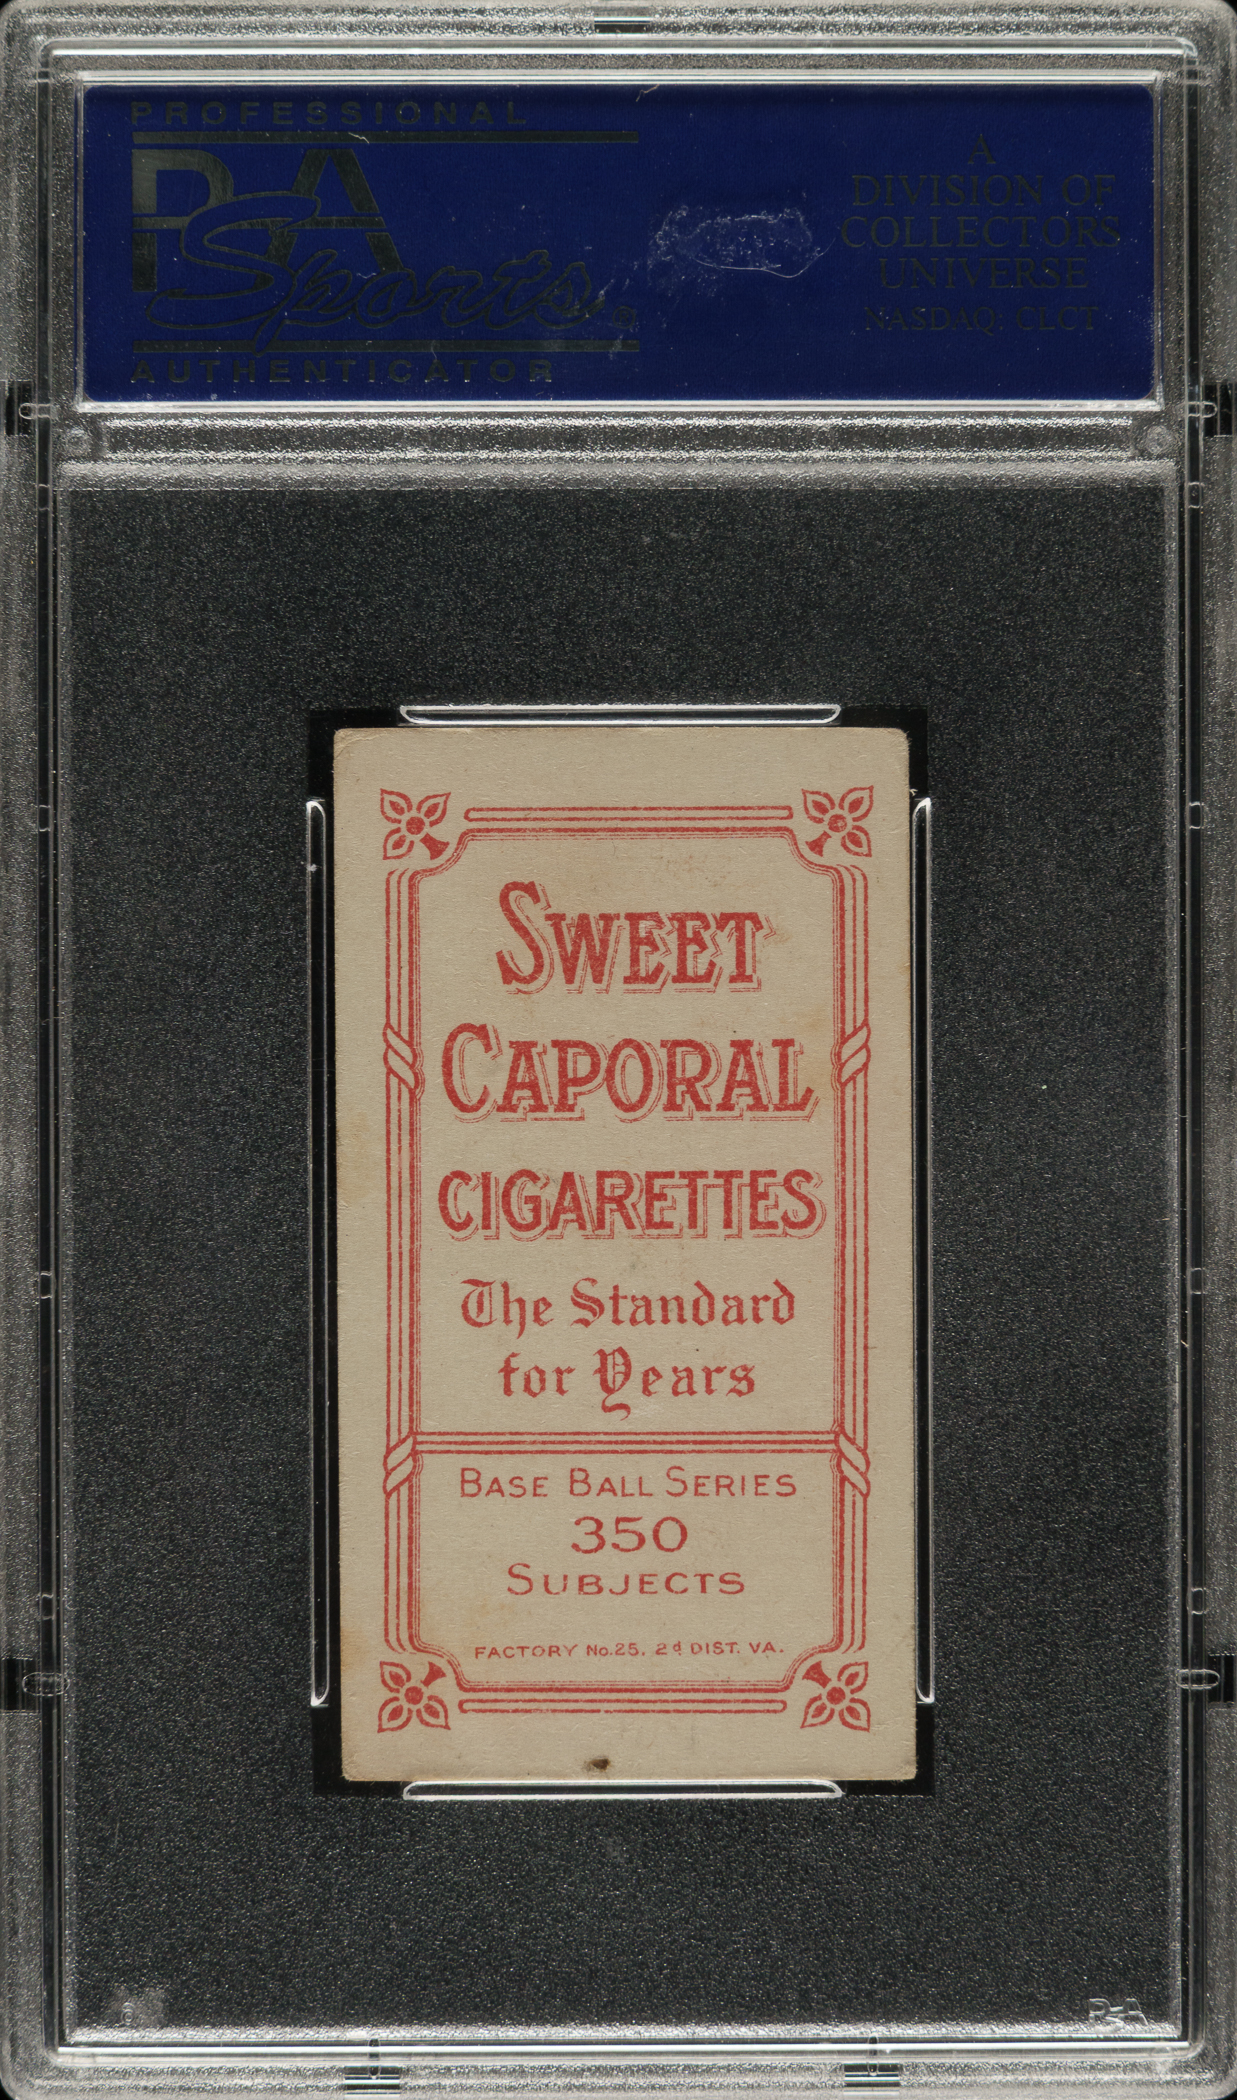 PROFESSIONAL
PSA
Sports®
AUTHENTICATOR
A
DIVISION OF
COLLECTORS
UNIVERSE
NASDAQ: CLCT
SWEET
CAPORAL
CIGARETTES
The Standard
for Years
BASE BALL SERIES
350
SUBJECTS
FACTORY No. 25, 2d DIST. VA.
PSA